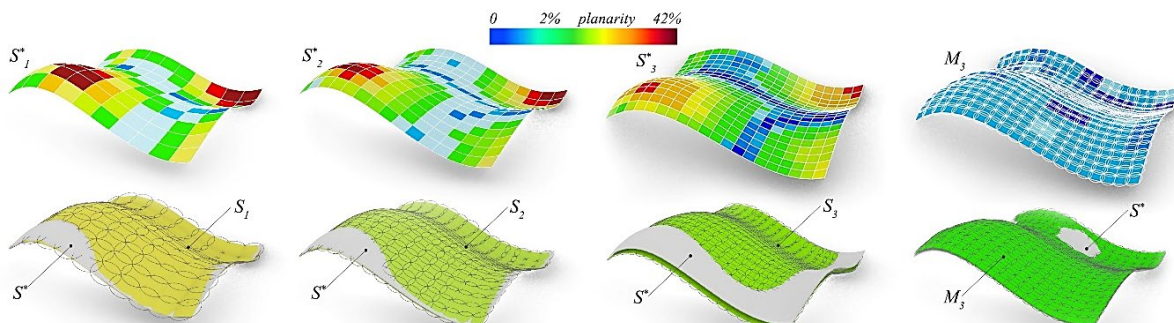 0 2% planarity 42%
S*1 S*2 S*3 M3
S1 S2 S3 S*
S* S* S* M3